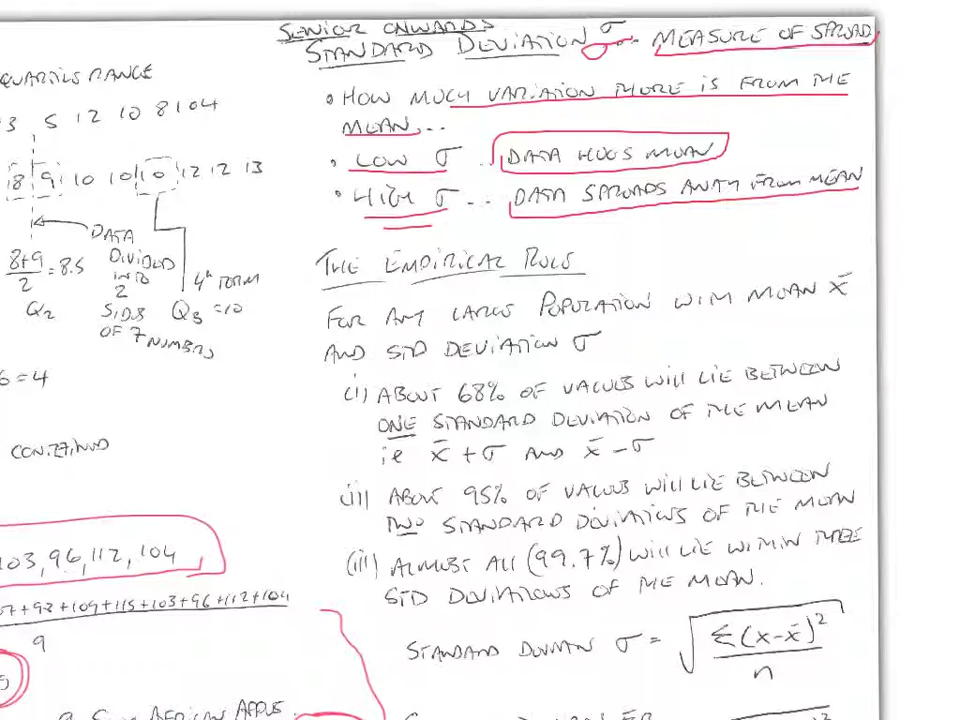 SENIOR ONWARDS
STANDARD DEVIATION σ MEASURE OF SPREAD
• HOW MUCH VARIATION THERE IS FROM THE
MEAN...
• LOW σ .. DATA HUGS MEAN
• HIGH σ ... DATA SPREADS AWAY FROM MEAN
THE EMPIRICAL RULE
FOR ANY LARGE POPULATION WITH MEAN x̄
AND STD DEVIATION σ
(i) ABOUT 68% OF VALUES WILL LIE BETWEEN
ONE STANDARD DEVIATION OF THE MEAN
ie x̄ + σ AND x̄ - σ
(ii) ABOUT 95% OF VALUES WILL LIE BETWEEN
TWO STANDARD DEVIATIONS OF THE MEAN
(iii) ALMOST ALL (99.7%) WILL LIE WITHIN THREE
STD DEVIATIONS OF THE MEAN.
STANDARD σ = √(Σ(x-x̄)²/n)
QUARTILE RANGE
3 5 12 10 8 104
8 9 10 10 10 12 12 13
DATA
DIVIDED
INTO
2
SIDES
OF 7 NUMBERS
(8+9)/2 = 8.5
Q2
4th TERM
Q3 = 10
6 = 4
CONTINUED
103, 96, 112, 104
7 + 93 + 109 + 115 + 103 + 96 + 112 + 104
9
AFRICAN APPLE